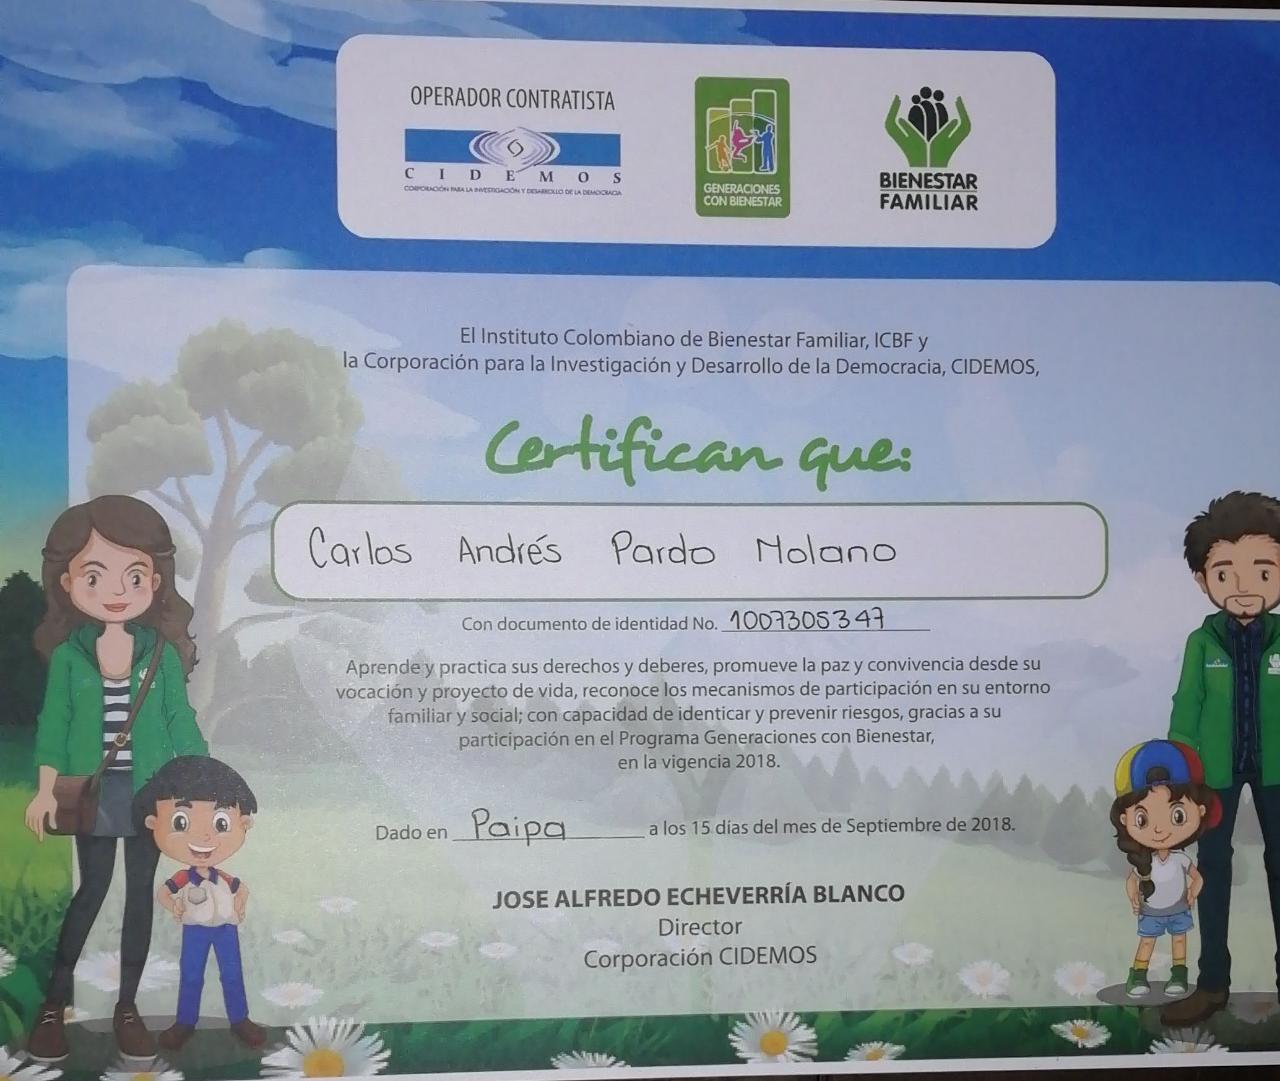 OPERADOR CONTRATISTA
CIDEMOS
CORPORACIÓN PARA LA INVESTIGACIÓN Y DESARROLLO DE LA DEMOCRACIA
GENERACIONES
CON BIENESTAR
BIENESTAR
FAMILIAR
El Instituto Colombiano de Bienestar Familiar, ICBF y
la Corporación para la Investigación y Desarrollo de la Democracia, CIDEMOS,
Certifican que:
Carlos Andrés Pardo Molano
Con documento de identidad No. 1007305347
Aprende y practica sus derechos y deberes, promueve la paz y convivencia desde su
vocación y proyecto de vida, reconoce los mecanismos de participación en su entorno
familiar y social; con capacidad de identicar y prevenir riesgos, gracias a su
participación en el Programa Generaciones con Bienestar,
en la vigencia 2018.
Dado en Paipa a los 15 días del mes de Septiembre de 2018.
JOSE ALFREDO ECHEVERRÍA BLANCO
Director
Corporación CIDEMOS